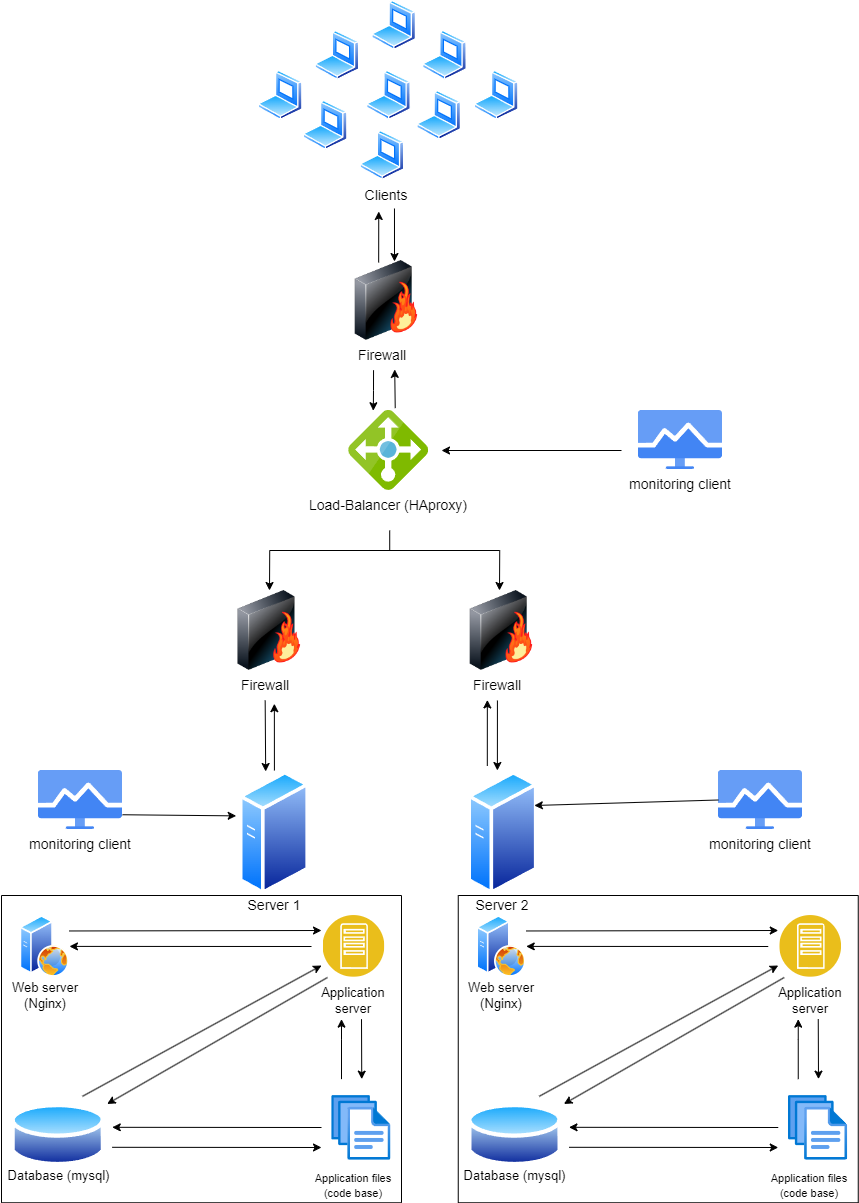 Clients
Firewall
monitoring client
Load-Balancer (HAproxy)
Firewall
Firewall
monitoring client
monitoring client
Server 1
Server 2
Web server
(Nginx)
Application
server
Web server
(Nginx)
Application
server
Database (mysql)
Application files
(code base)
Database (mysql)
Application files
(code base)